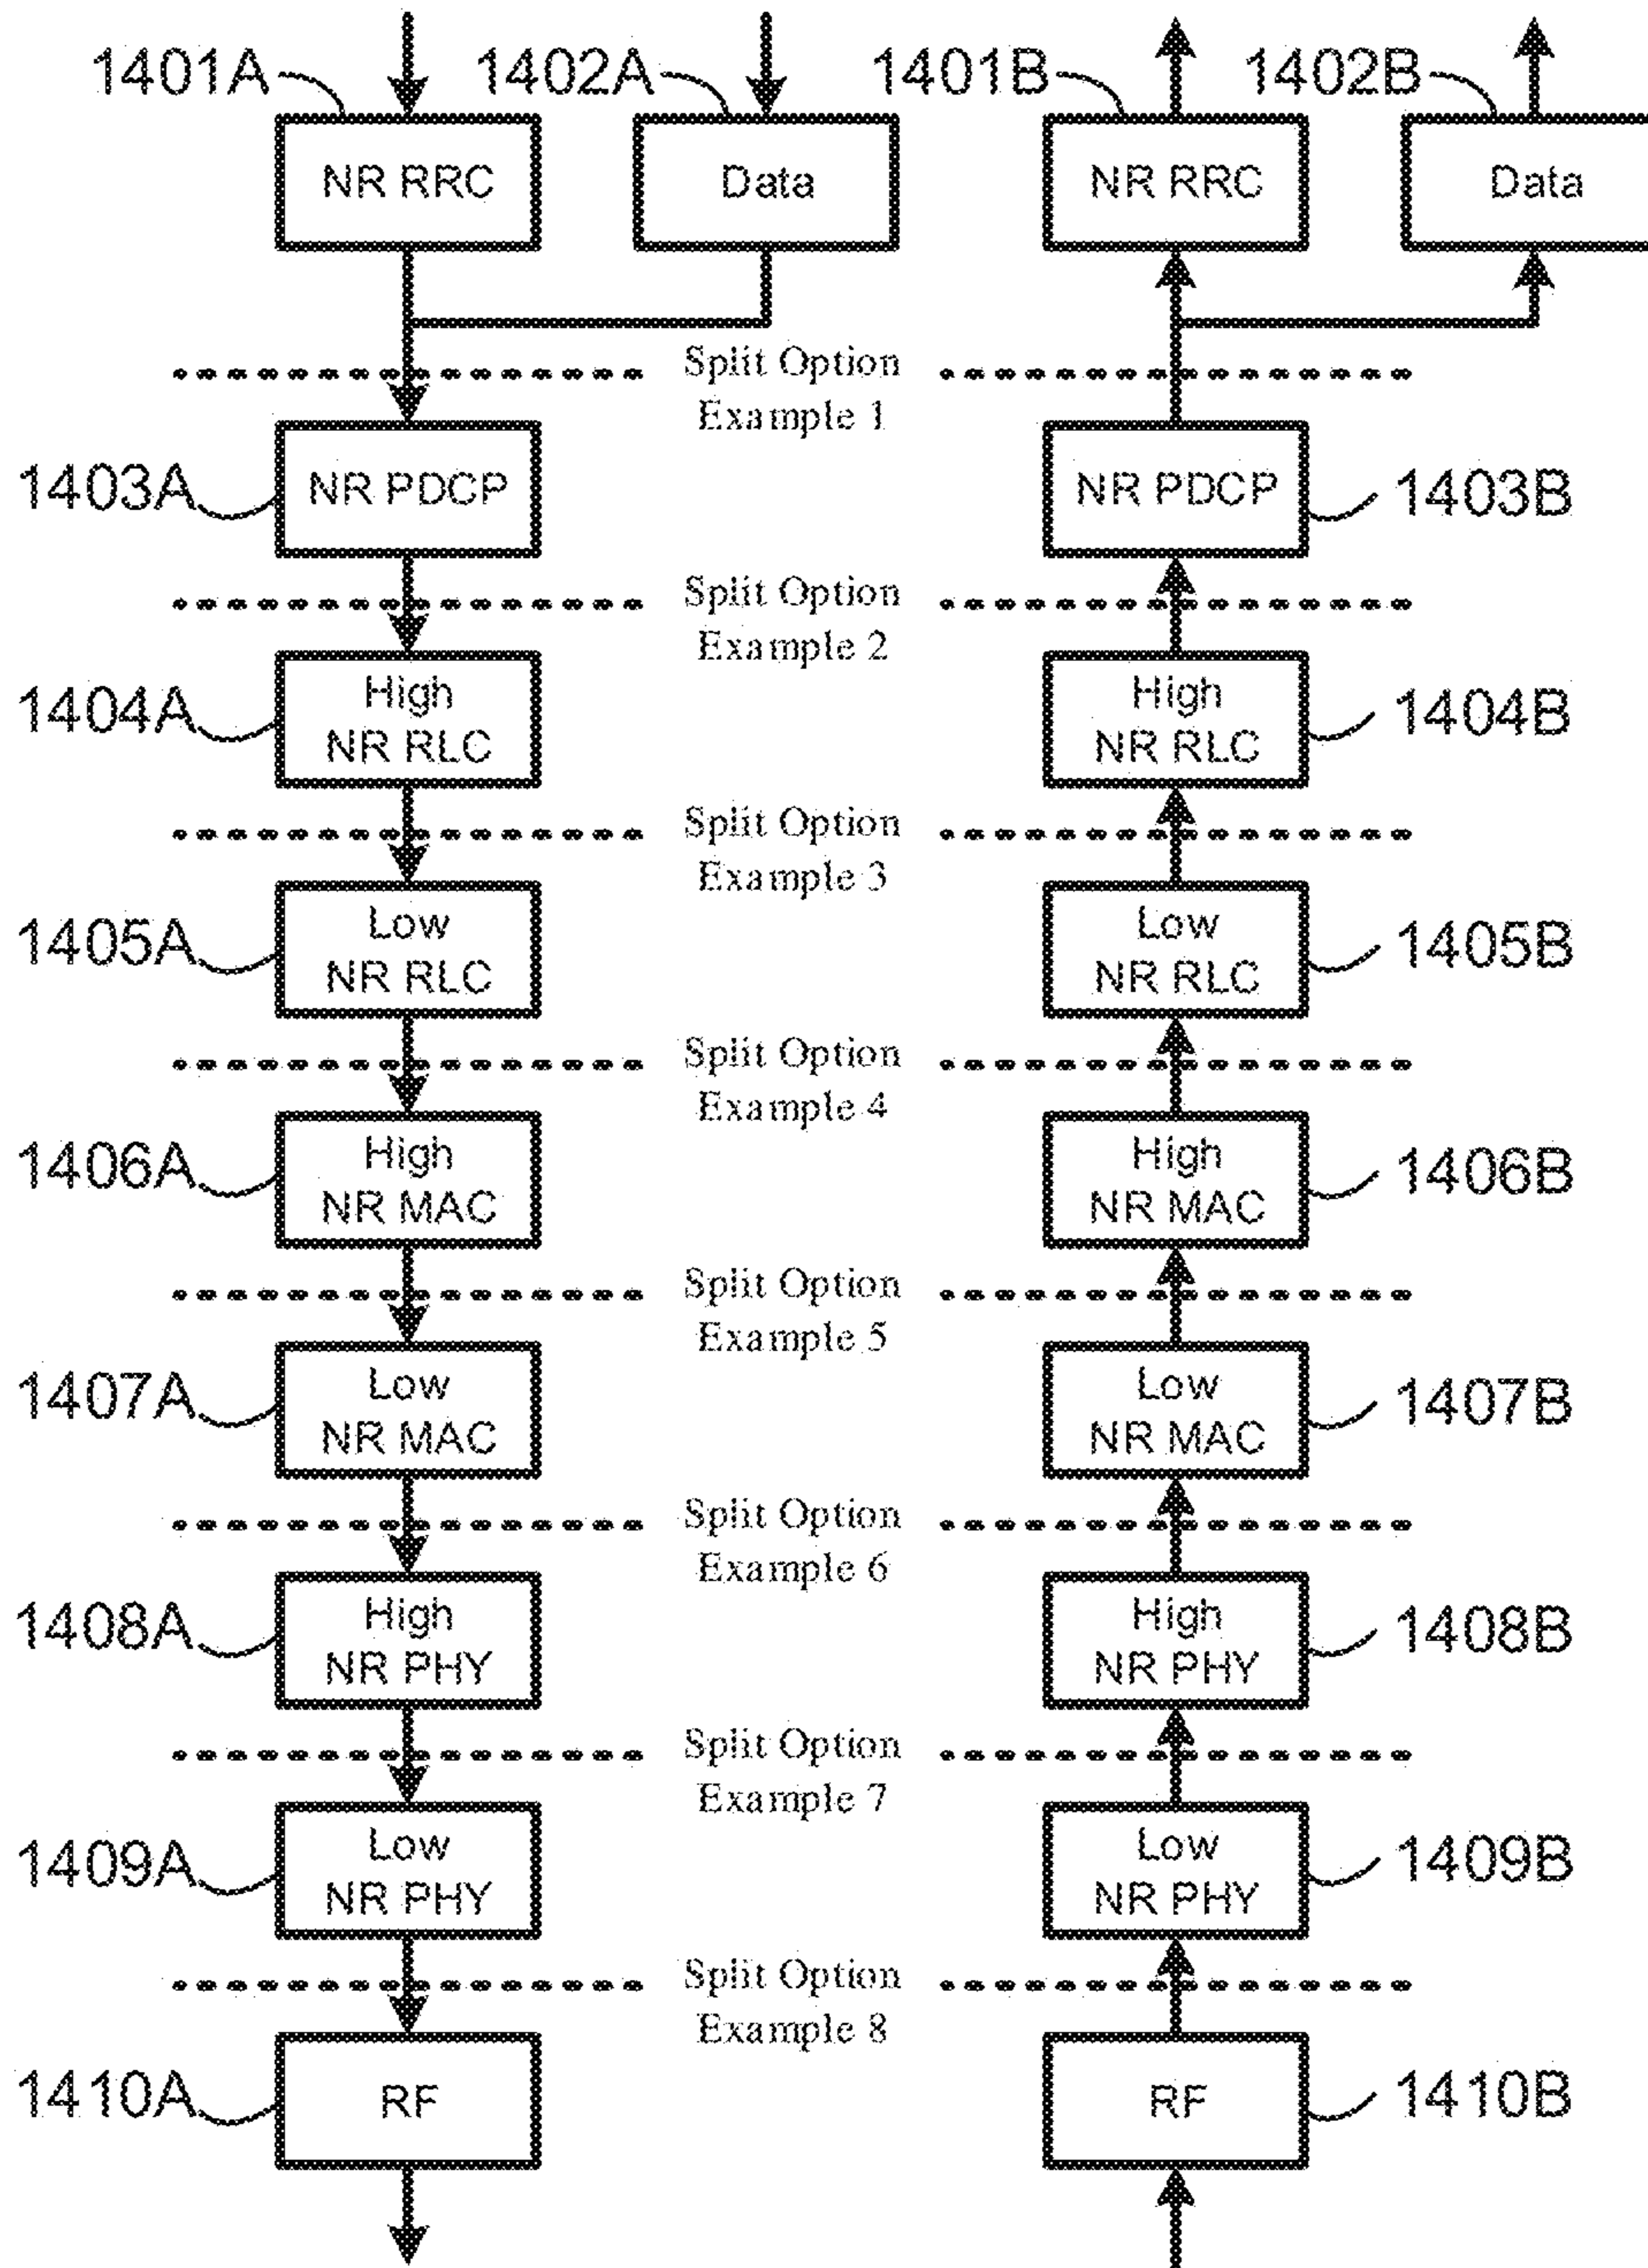 1401A 1402A 1401B 1402B
NR RRC Data NR RRC Data
Split Option
Example 1
1403A NR PDCP NR PDCP 1403B
Split Option
Example 2
High High
1404A NR RLC NR RLC 1404B
Split Option
Example 3
Low Low
1405A NR RLC NR RLC 1405B
Split Option
Example 4
High High
1406A NR MAC NR MAC 1406B
Split Option
Example 5
Low Low
1407A NR MAC NR MAC 1407B
Split Option
Example 6
High High
1408A NR PHY NR PHY 1408B
Split Option
Example 7
Low Low
1409A NR PHY NR PHY 1409B
Split Option
Example 8
1410A RF RF 1410B